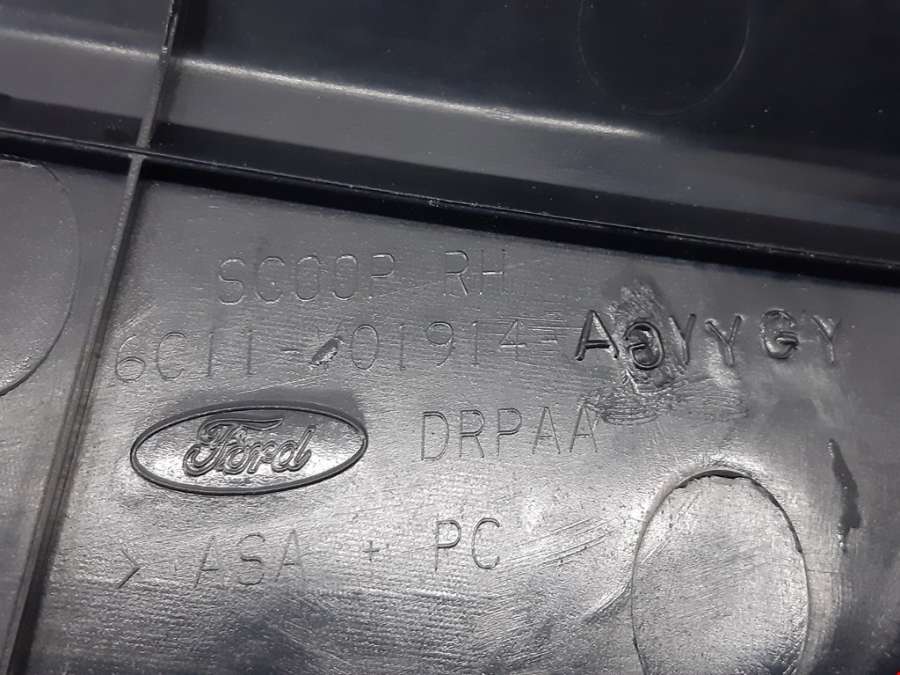 SCOOP RH
6C11-V01914-AGYYGY
Ford
DRPAA
> ASA + PC